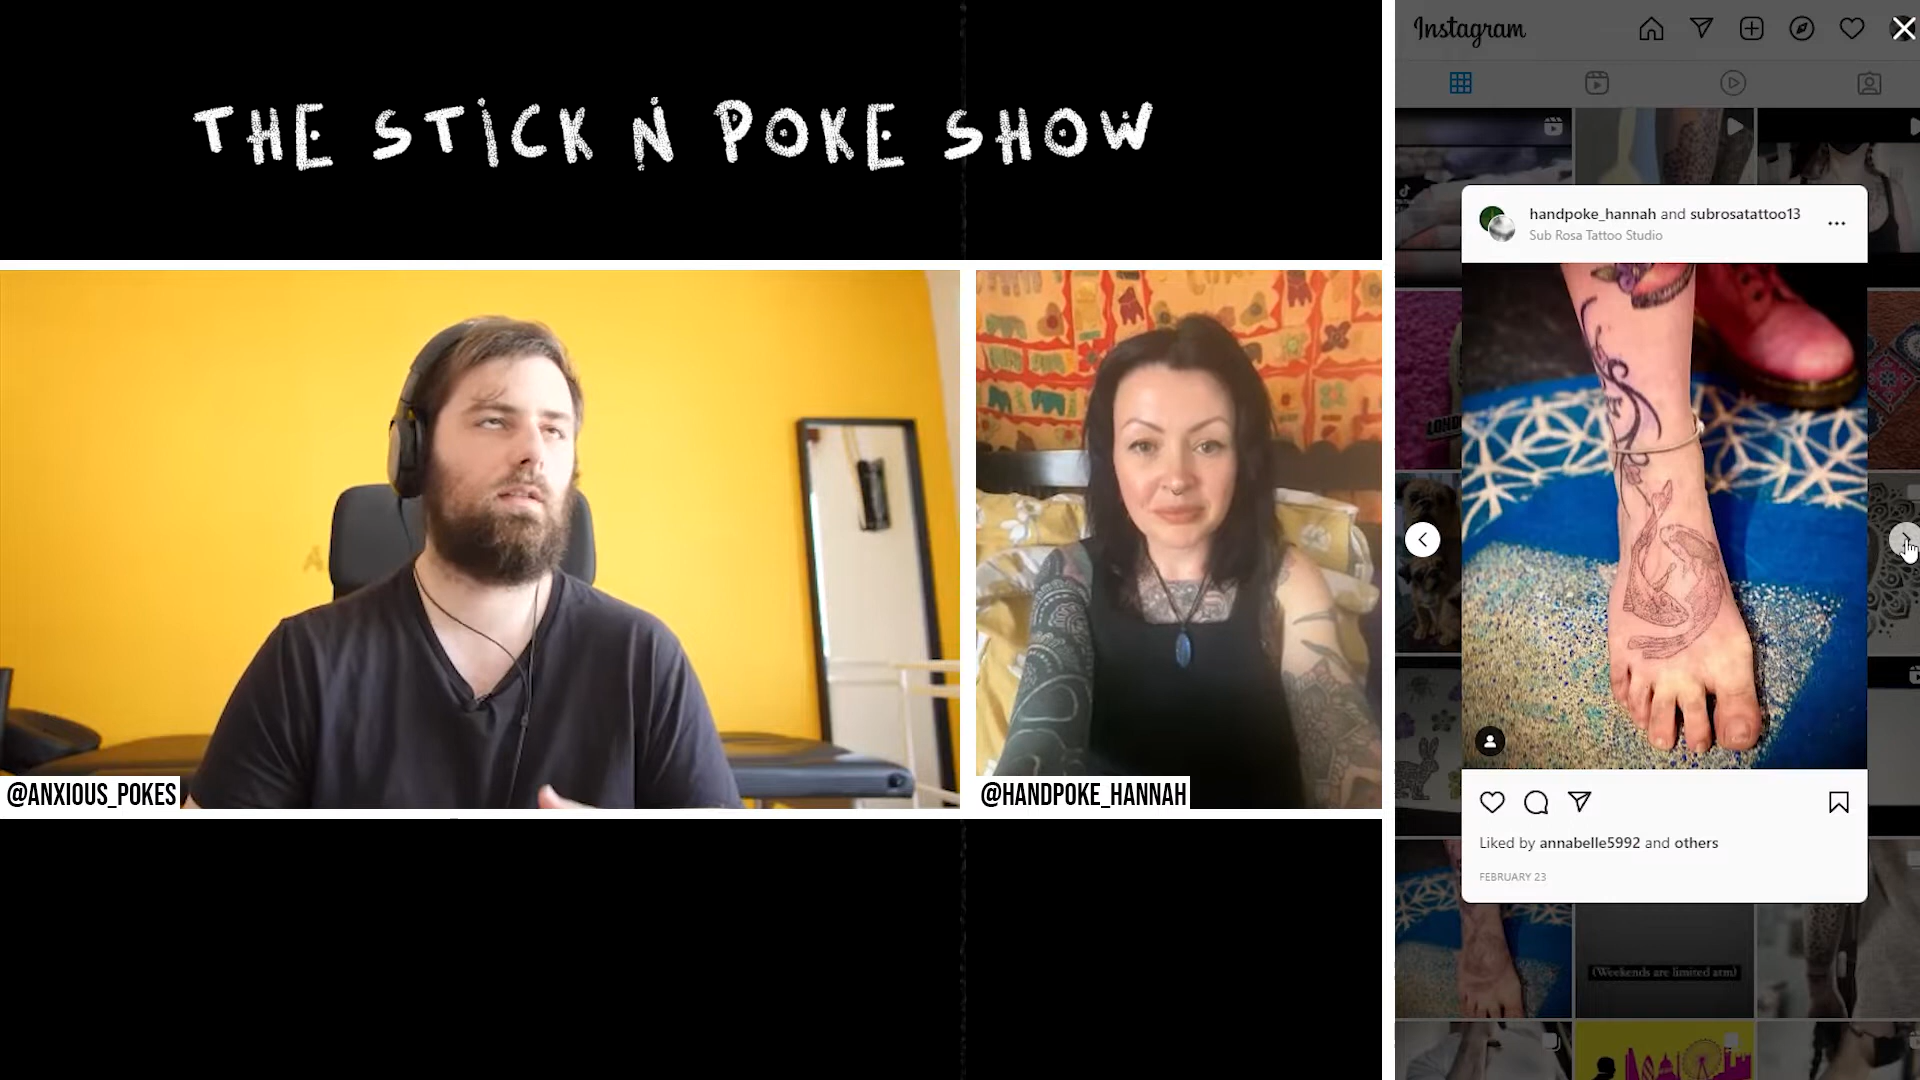 THE STICK N POKE SHOW
@ANXIOUS_POKES
@HANDPOKE_HANNAH
Instagram
handpoke_hannah and subrosatattoo13
Sub Rosa Tattoo Studio
Liked by annabelle5992 and others
FEBRUARY 23
(Weekends are limited atm)